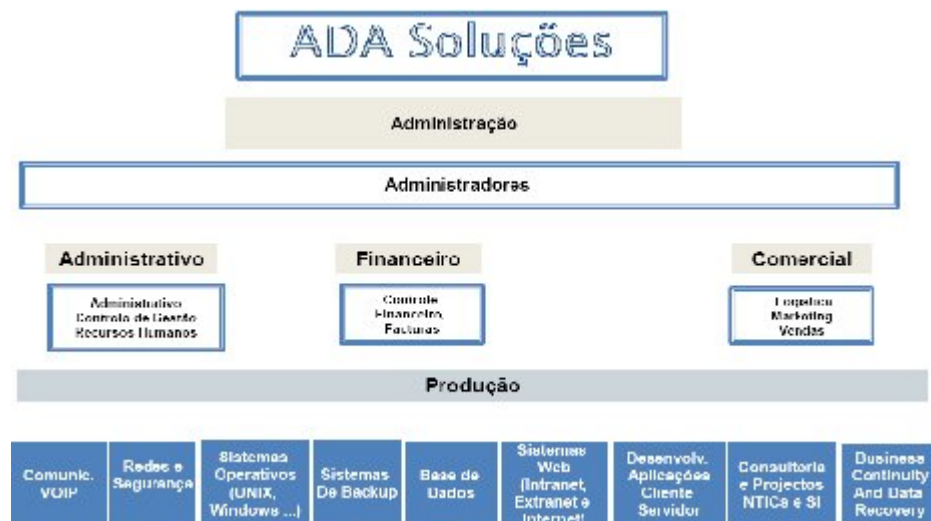 ADA Soluções
Administração
Administradores
Administrativo
Financeiro
Comercial
Administrativo
Controlo de Gestão
Recursos Humanos
Controle
Financeiro,
Facturas
Logística
Marketing
Vendas
Produção
Comunic.
VOIP
Redes e
Segurança
Sistemas
Operativos
(UNIX,
Windows ...)
Sistemas
De Backup
Base de
Dados
Sistemas
Web
(Intranet,
Extranet e
Internet)
Desenvolv.
Aplicações
Cliente
Servidor
Consultoria
e Projectos
NTICs e SI
Business
Continuity
And Data
Recovery